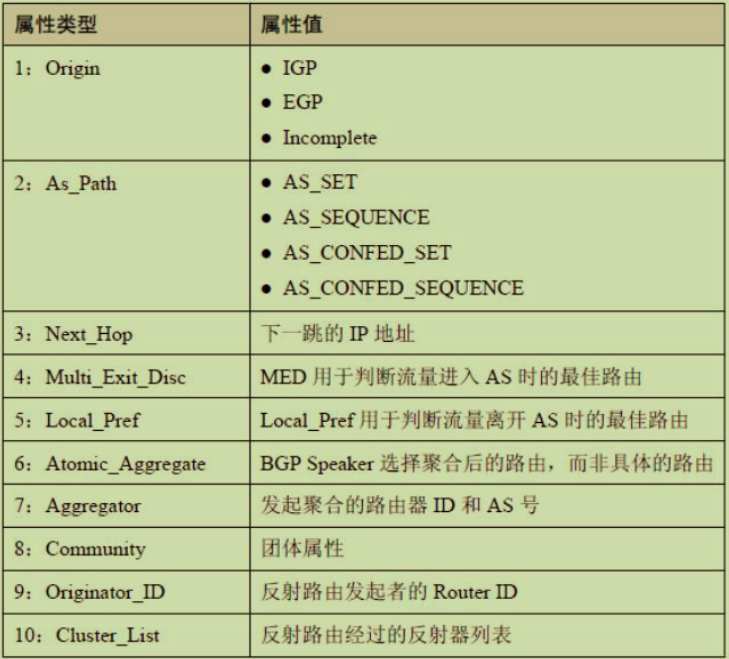 属性类型 属性值
1：Origin ● IGP
● EGP
● Incomplete
2：As_Path ● AS_SET
● AS_SEQUENCE
● AS_CONFED_SET
● AS_CONFED_SEQUENCE
3：Next_Hop 下一跳的 IP 地址
4：Multi_Exit_Disc MED 用于判断流量进入 AS 时的最佳路由
5：Local_Pref Local_Pref 用于判断流量离开 AS 时的最佳路由
6：Atomic_Aggregate BGP Speaker 选择聚合后的路由，而非具体的路由
7：Aggregator 发起聚合的路由器 ID 和 AS 号
8：Community 团体属性
9：Originator_ID 反射路由发起者的 Router ID
10：Cluster_List 反射路由经过的反射器列表